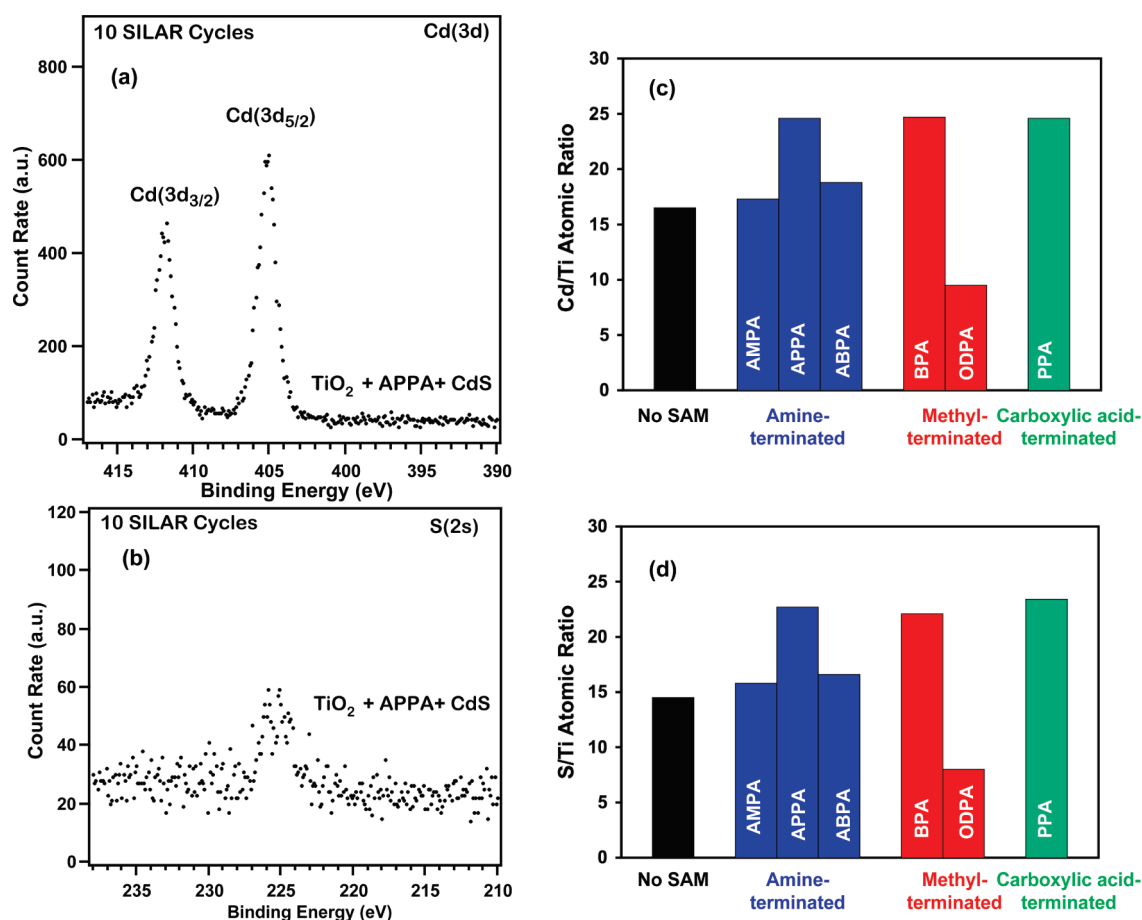 10 SILAR Cycles
Cd(3d)
(a)
Cd(3d5/2)
Cd(3d3/2)
TiO2 + APPA+ CdS
Count Rate (a.u.)
800
600
400
200
0
415 410 405 400 395 390
Binding Energy (eV)
10 SILAR Cycles
S(2s)
(b)
TiO2 + APPA+ CdS
Count Rate (a.u.)
120
100
80
60
40
20
0
235 230 225 220 215 210
Binding Energy (eV)
(c)
Cd/Ti Atomic Ratio
30
25
20
15
10
5
0
AMPA
APPA
ABPA
BPA
ODPA
PPA
No SAM
Amine-
terminated
Methyl-
terminated
Carboxylic acid-
terminated
(d)
S/Ti Atomic Ratio
30
25
20
15
10
5
0
AMPA
APPA
ABPA
BPA
ODPA
PPA
No SAM
Amine-
terminated
Methyl-
terminated
Carboxylic acid-
terminated